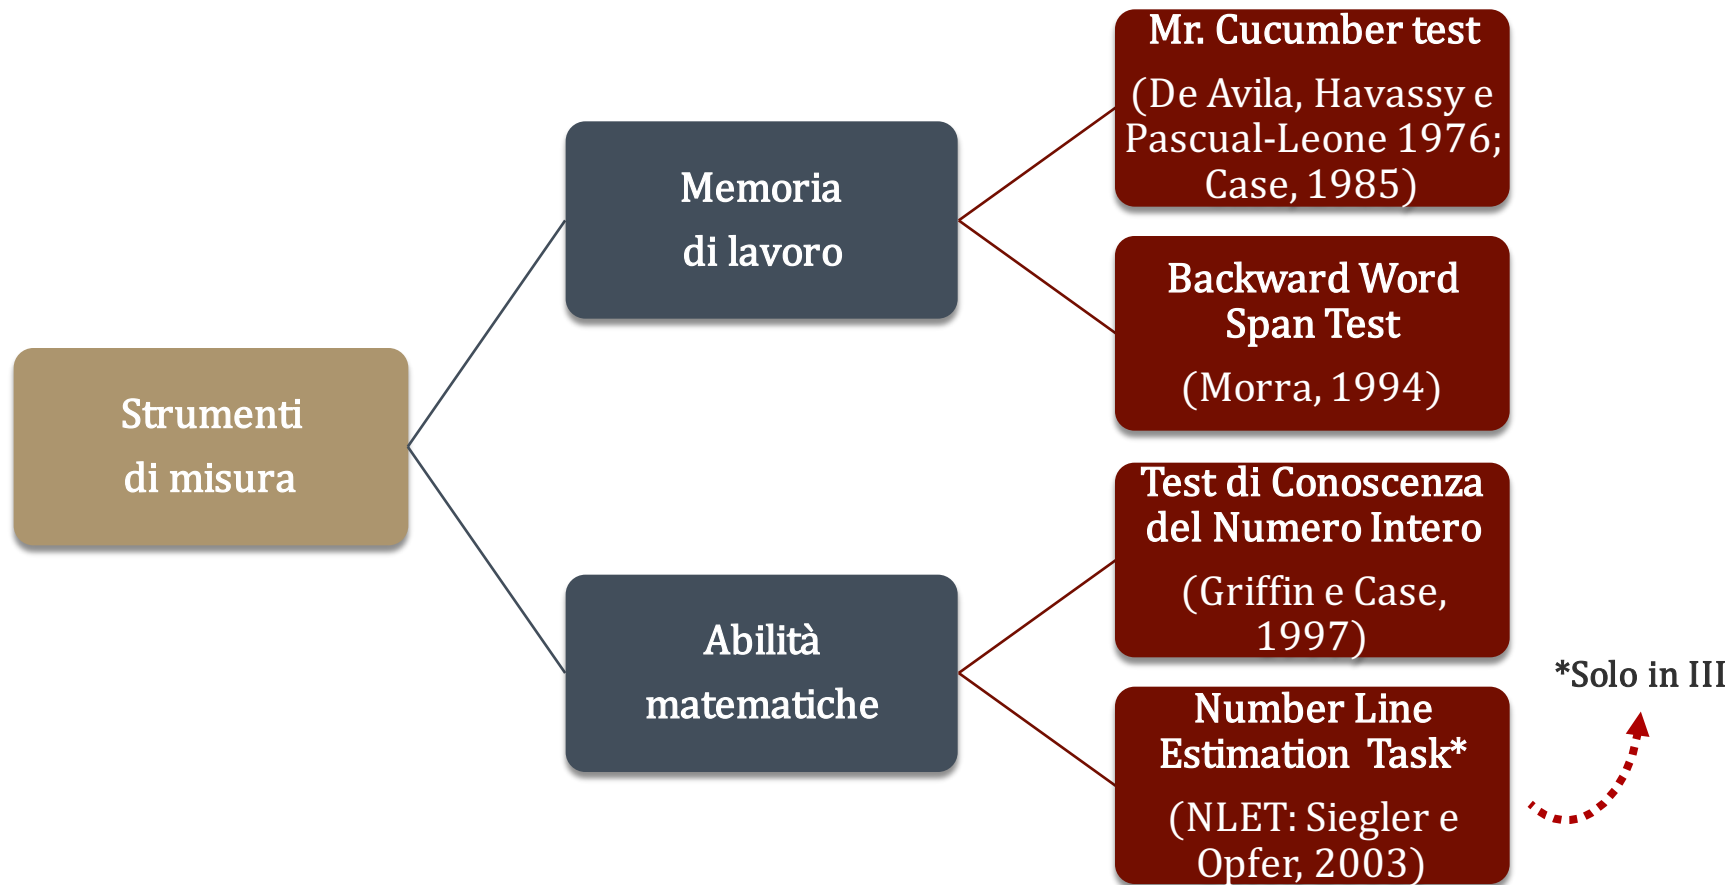 Strumenti
di misura
Memoria
di lavoro
Abilità
matematiche
Mr. Cucumber test
(De Avila, Havassy e
Pascual-Leone 1976;
Case, 1985)
Backward Word
Span Test
(Morra, 1994)
Test di Conoscenza
del Numero Intero
(Griffin e Case,
1997)
Number Line
Estimation Task*
(NLET: Siegler e
Opfer, 2003)
*Solo in III